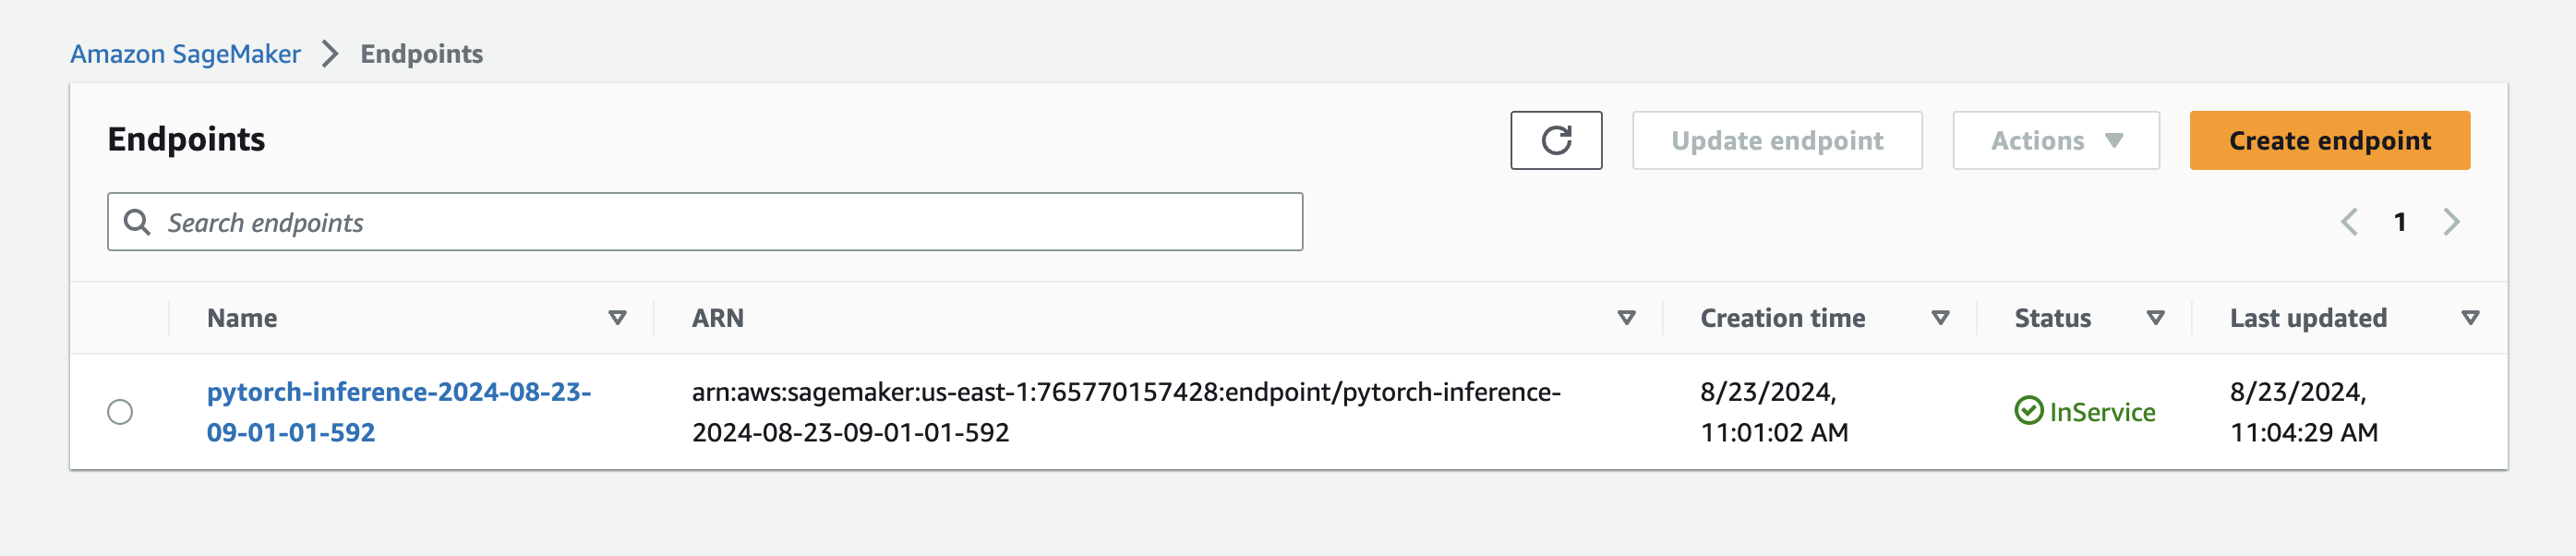 Amazon SageMaker > Endpoints
Endpoints
Update endpoint
Actions
Create endpoint
Search endpoints
1
Name
ARN
Creation time
Status
Last updated
pytorch-inference-2024-08-23-
09-01-01-592
arn:aws:sagemaker:us-east-1:765770157428:endpoint/pytorch-inference-
2024-08-23-09-01-01-592
8/23/2024,
11:01:02 AM
InService
8/23/2024,
11:04:29 AM